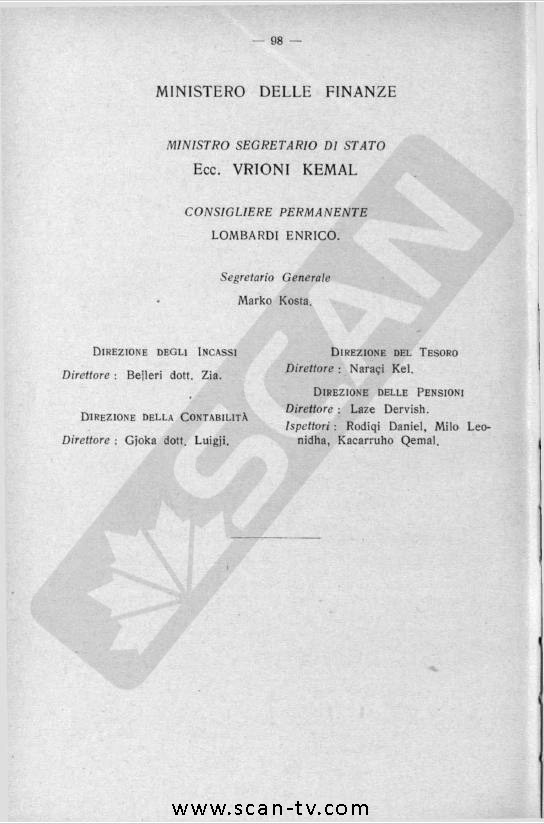 — 98 —
MINISTERO DELLE FINANZE
MINISTRO SEGRETARIO DI STATO
Ecc. VRIONI KEMAL
CONSIGLIERE PERMANENTE
LOMBARDI ENRICO.
Segretario Generale
Marko Kosta.
DIREZIONE DEGLI INCASSI
Direttore : Bejleri dott. Zia.
DIREZIONE DELLA CONTABILITÀ
Direttore : Gjoka dott. Luigji.
DIREZIONE DEL TESORO
Direttore : Naraçi Kel.
DIREZIONE DELLE PENSIONI
Direttore : Laze Dervish.
Ispettori : Rodiqi Daniel, Milo Leo-
nidha, Kacarruho Qemal.
SCAN
www.scan-tv.com